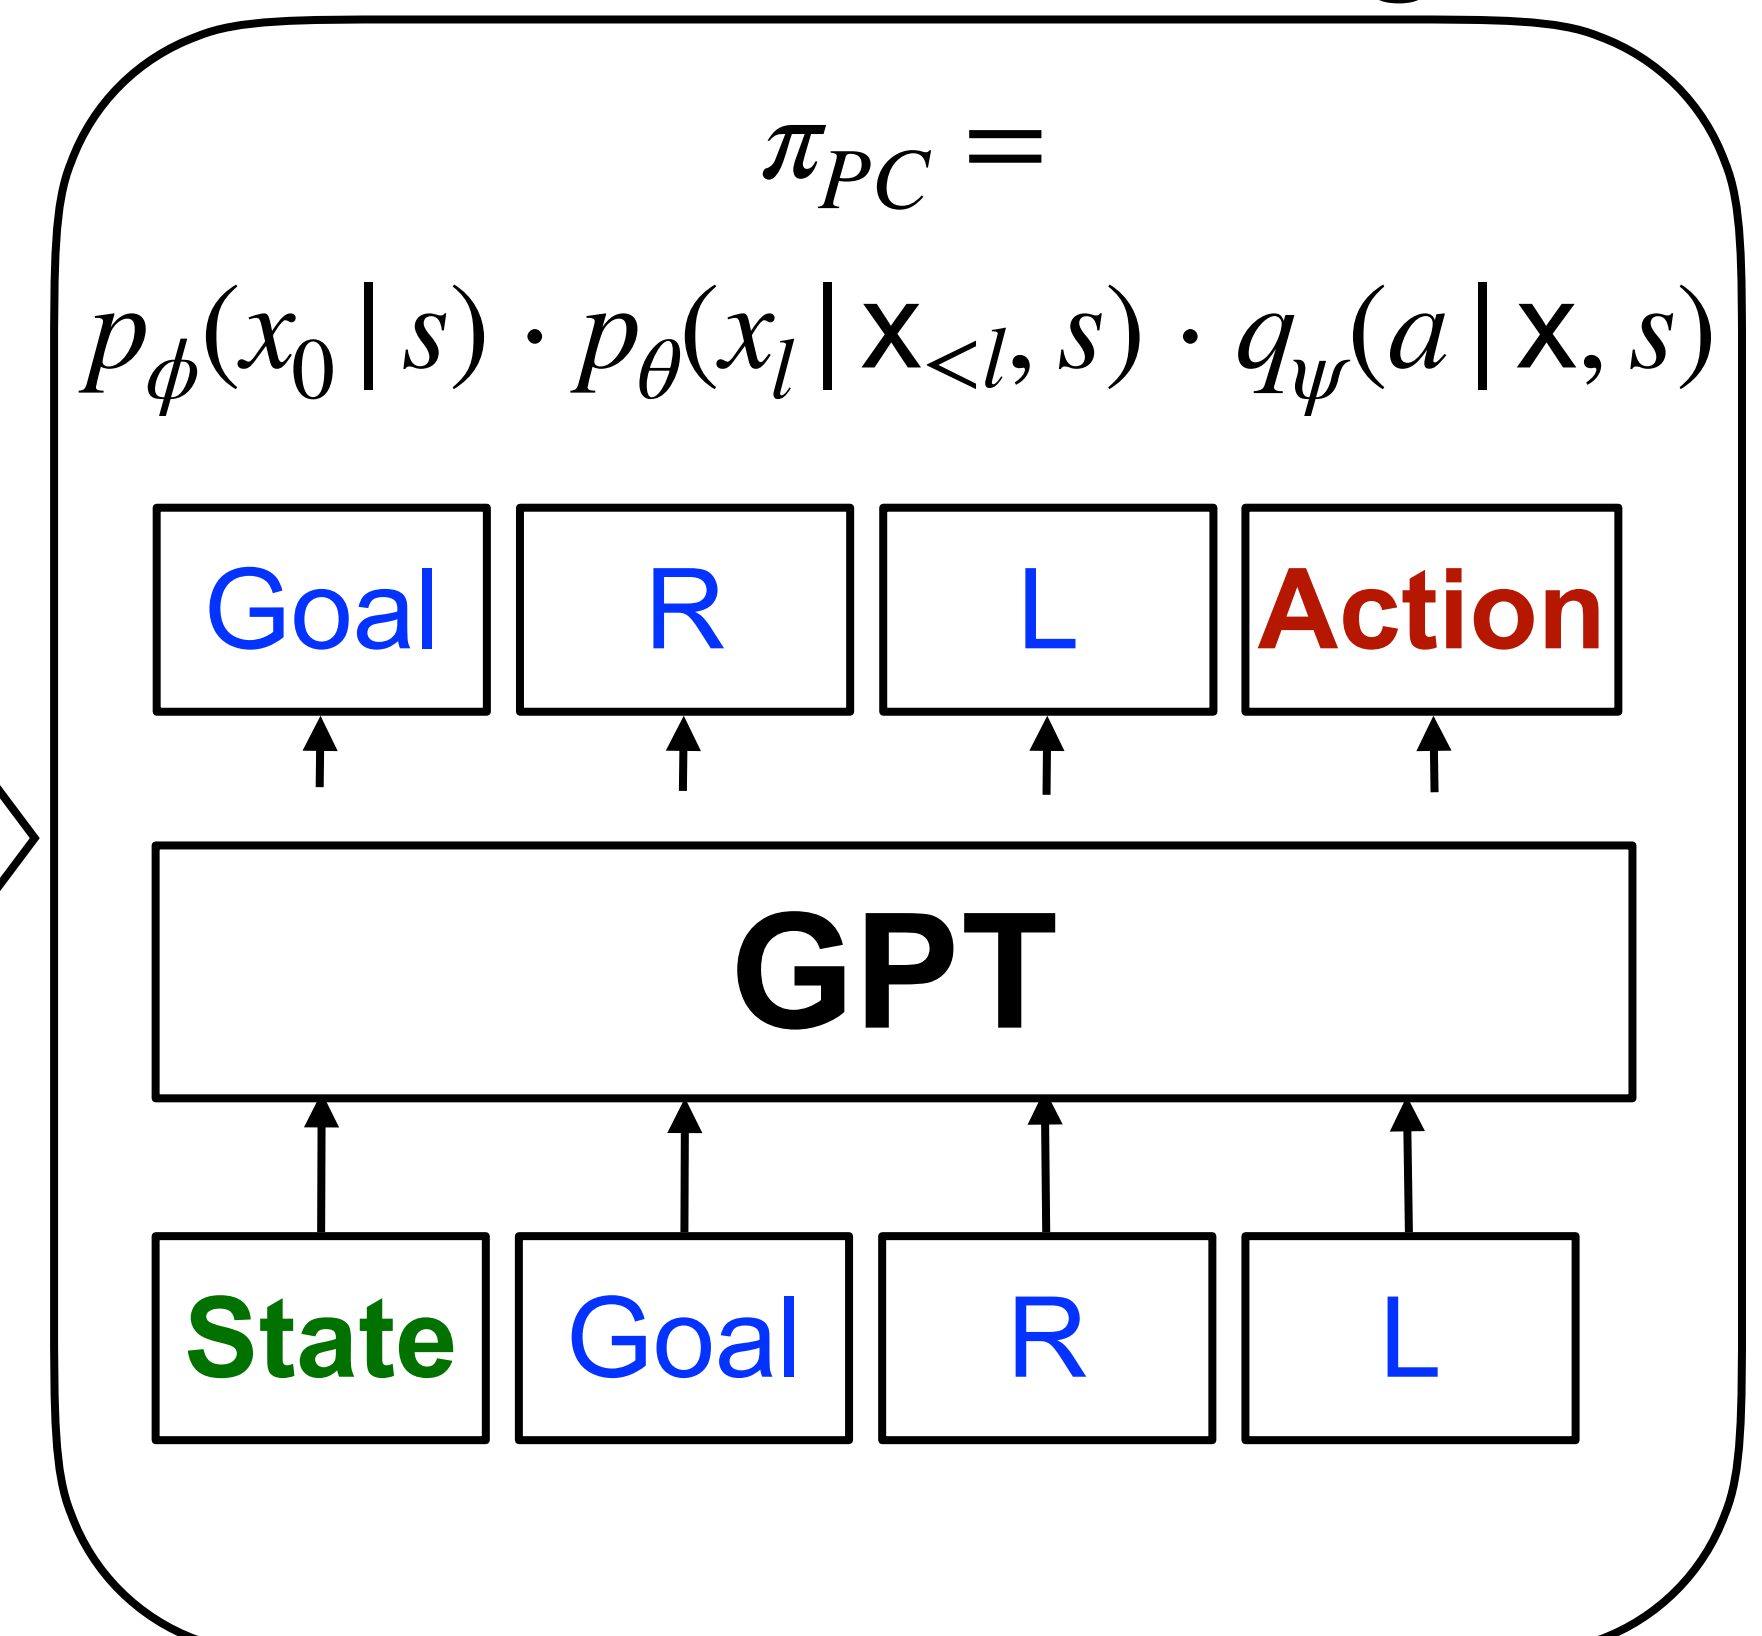 π_PC =
p_ϕ(x_0 | s) · p_θ(x_l | x_<l, s) · q_ψ(a | x, s)
Goal R L Action
GPT
State Goal R L